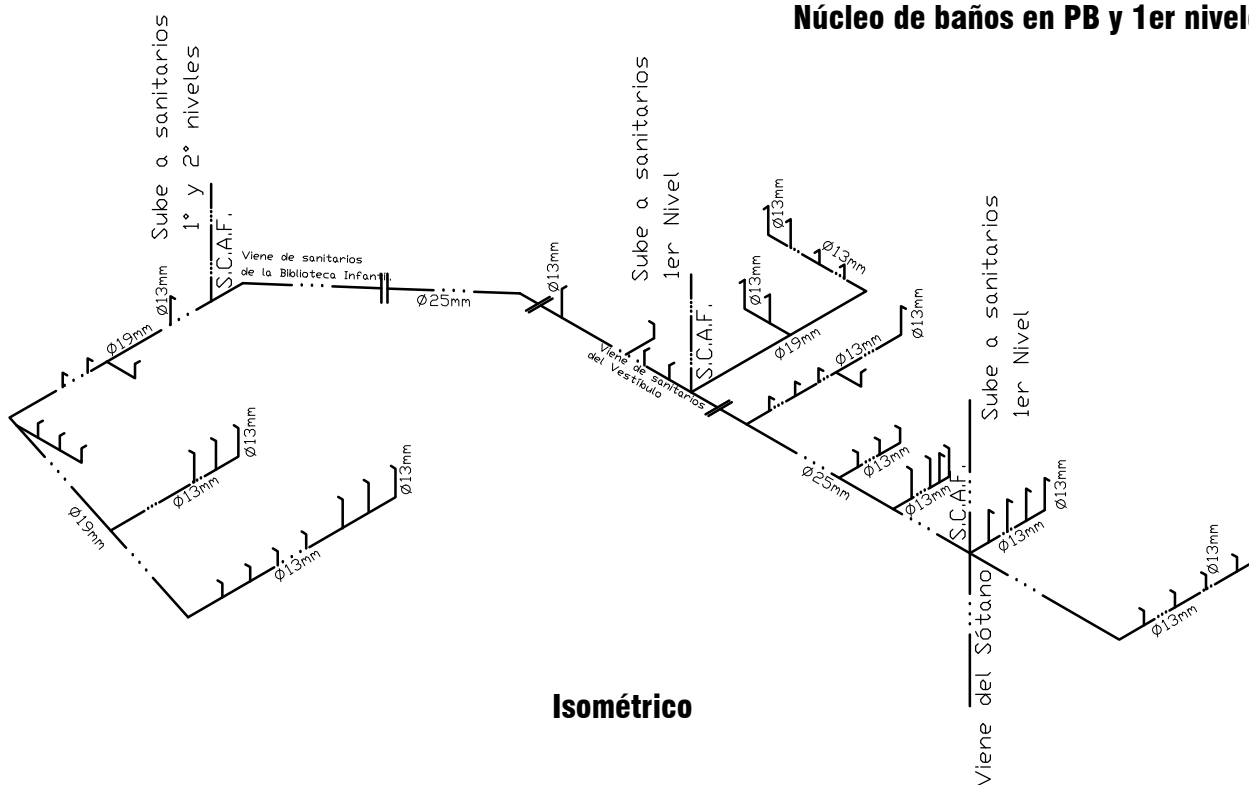 Núcleo de baños en PB y 1er nivel
Sube a sanitarios
1° y 2° niveles
S.C.A.F.
Viene de sanitarios
de la Biblioteca Infantil.
Ø13mm
Ø19mm
Ø25mm
Ø13mm
Sube a sanitarios
1er Nivel
S.C.A.F.
Viene de sanitarios
del Vestíbulo
Ø13mm
Ø13mm
Ø13mm
Ø19mm
Ø13mm
Ø13mm
Sube a sanitarios
1er Nivel
S.C.A.F.
Ø25mm
Ø13mm
Ø13mm
Ø13mm
Ø13mm
Ø13mm
Ø13mm
Ø13mm
Ø13mm
Ø19mm
Ø13mm
Ø13mm
Viene del Sótano
Isométrico